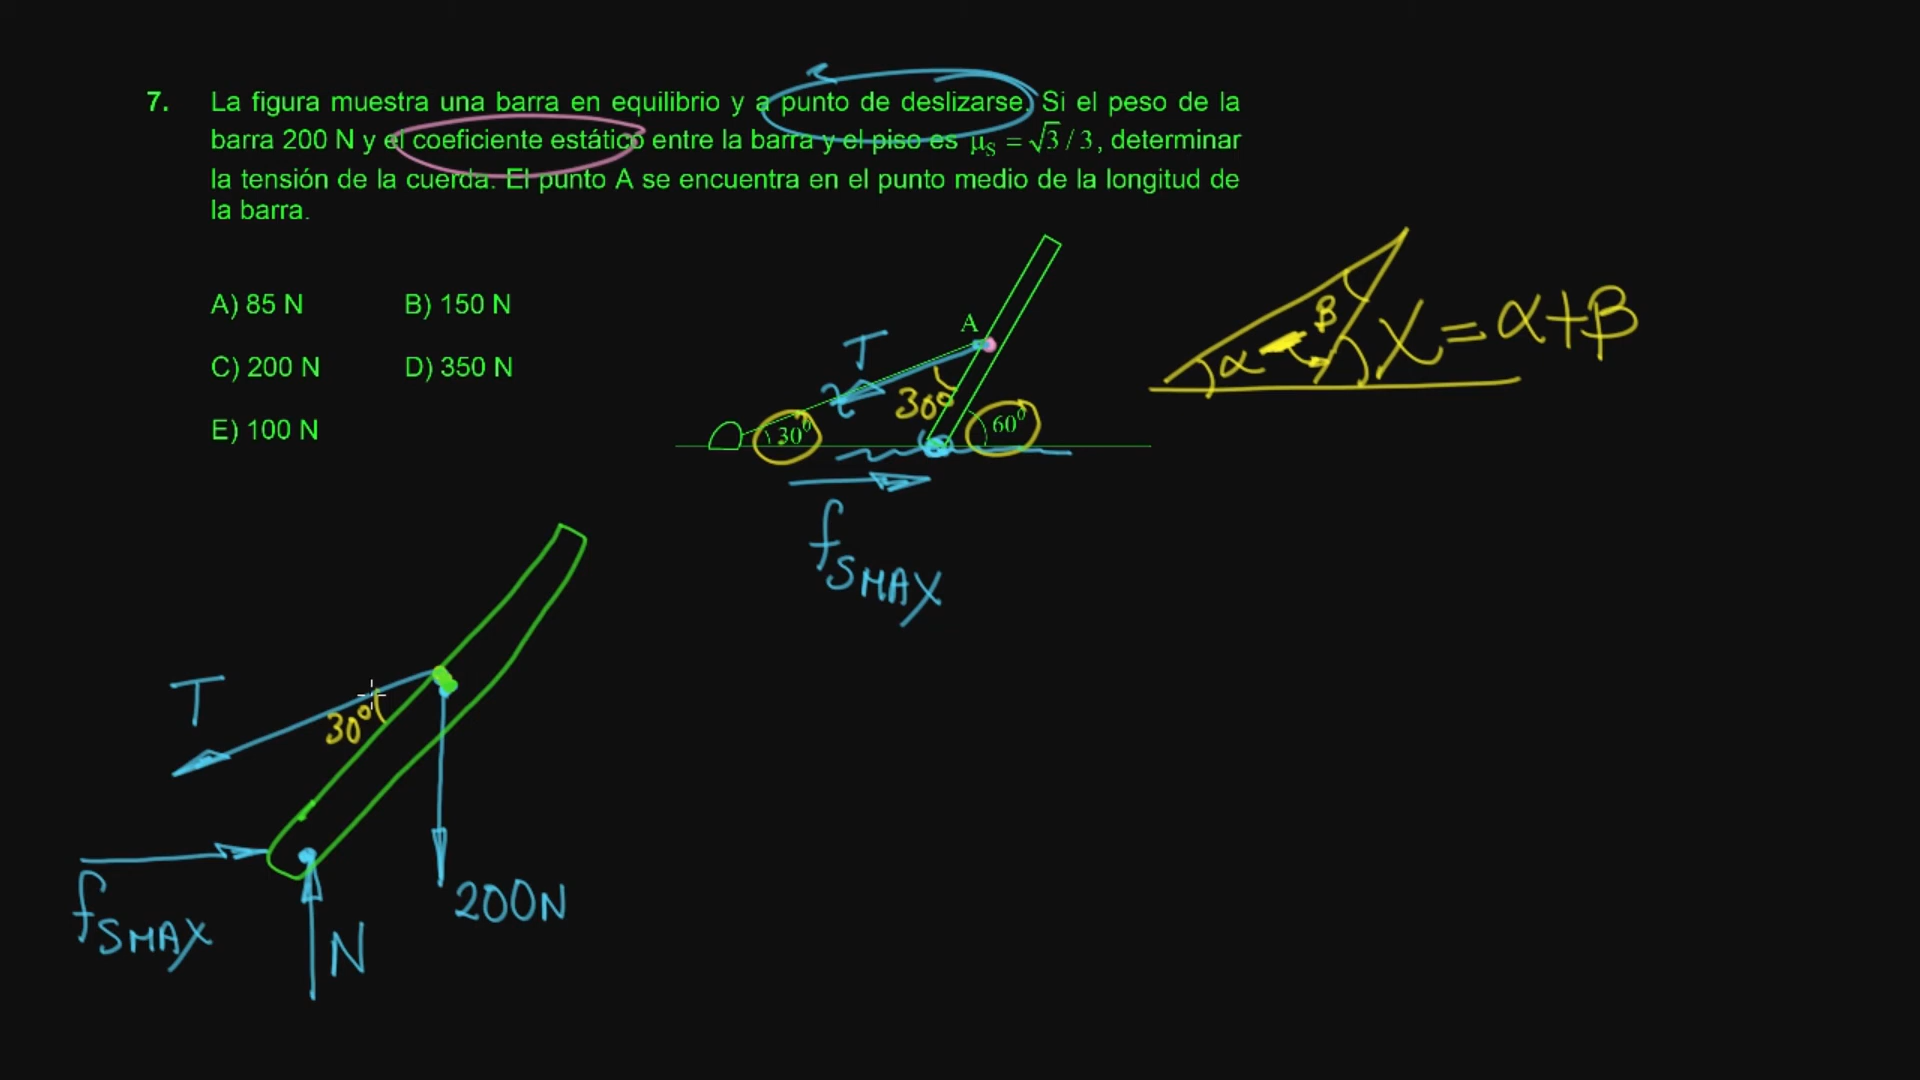 7. La figura muestra una barra en equilibrio y a punto de deslizarse. Si el peso de la
barra 200 N y el coeficiente estático entre la barra y el piso es μS = √3 / 3, determinar
la tensión de la cuerda. El punto A se encuentra en el punto medio de la longitud de
la barra.
A) 85 N B) 150 N
C) 200 N D) 350 N
E) 100 N
A
T
30°
30⁰
60⁰
fSMAX
α β X = α+β
T
30°
200N
fSMAX
N